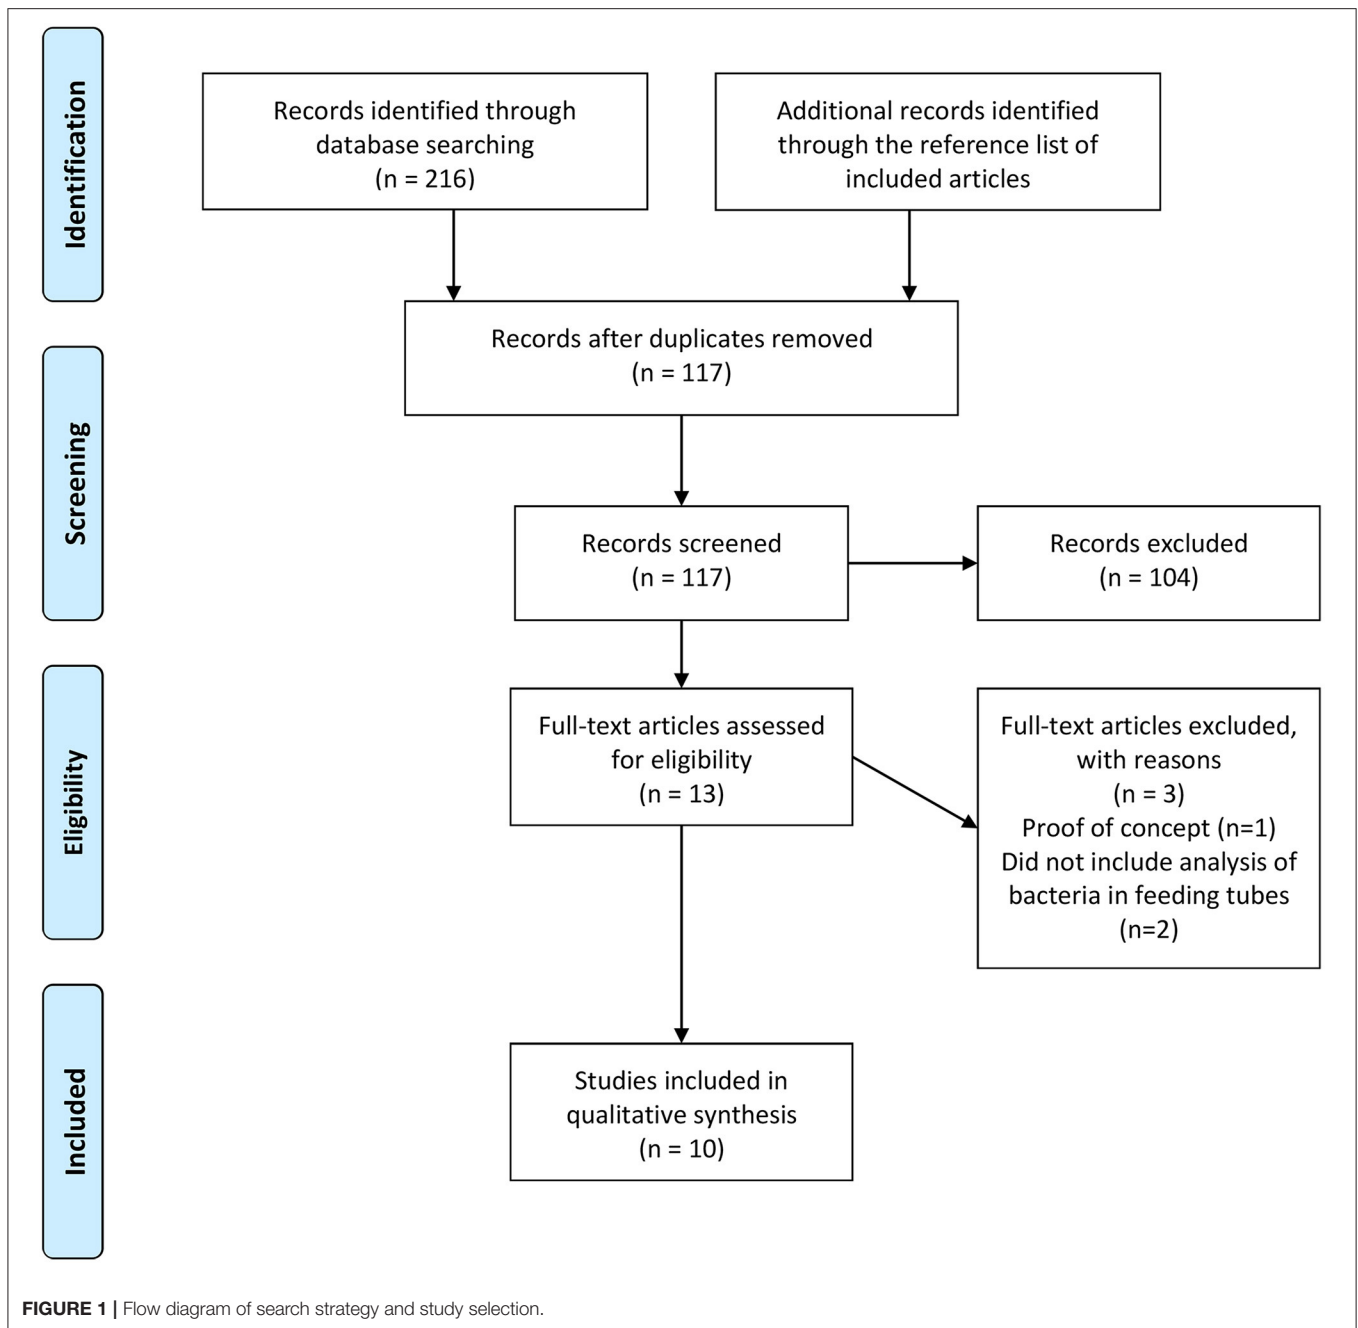 Identification
Records identified through
database searching
(n = 216)
Additional records identified
through the reference list of
included articles
Records after duplicates removed
(n = 117)
Screening
Records screened
(n = 117)
Records excluded
(n = 104)
Eligibility
Full-text articles assessed
for eligibility
(n = 13)
Full-text articles excluded,
with reasons
(n = 3)
Proof of concept (n=1)
Did not include analysis of
bacteria in feeding tubes
(n=2)
Included
Studies included in
qualitative synthesis
(n = 10)
FIGURE 1 | Flow diagram of search strategy and study selection.